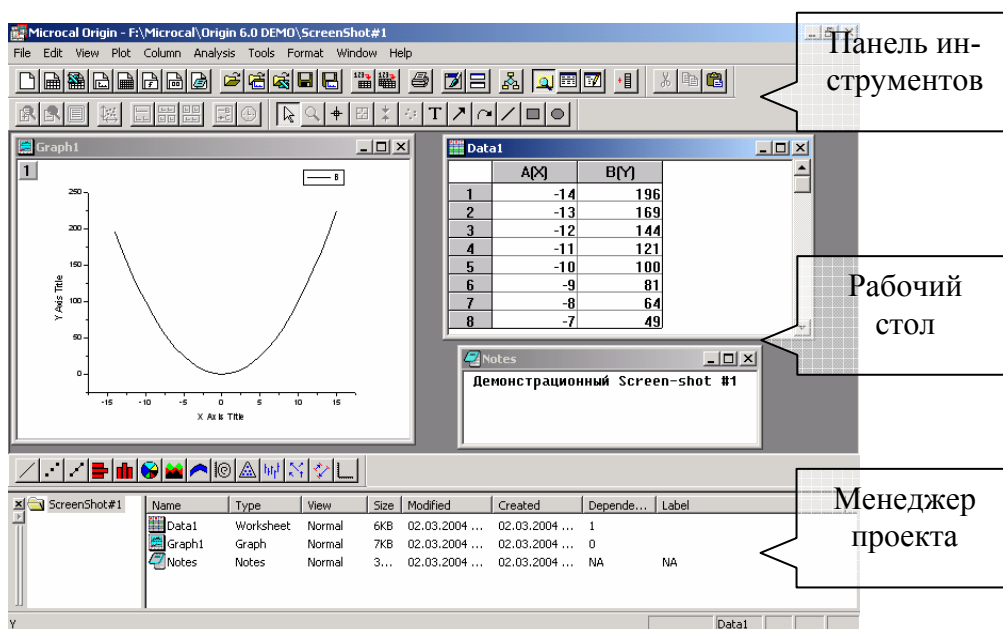 Microcal Origin - F:\Microcal\Origin 6.0 DEMO\ScreenShot#1
File Edit View Plot Column Analysis Tools Format Window Help
Панель ин-
струментов
Graph1
1
B
250
200
150
100
50
0
Y Axis Title
-15 -10 -5 0 5 10 15
X Axis Title
Data1
A(X) B(Y)
1 -14 196
2 -13 169
3 -12 144
4 -11 121
5 -10 100
6 -9 81
7 -8 64
8 -7 49
Рабочий
стол
Notes
Демонстрационный Screen-shot #1
ScreenShot#1
Name Type View Size Modified Created Depende... Label
Data1 Worksheet Normal 6KB 02.03.2004 ... 02.03.2004 ... 1
Graph1 Graph Normal 7KB 02.03.2004 ... 02.03.2004 ... 0
Notes Notes Normal 3... 02.03.2004 ... 02.03.2004 ... NA NA
Менеджер
проекта
Y Data1